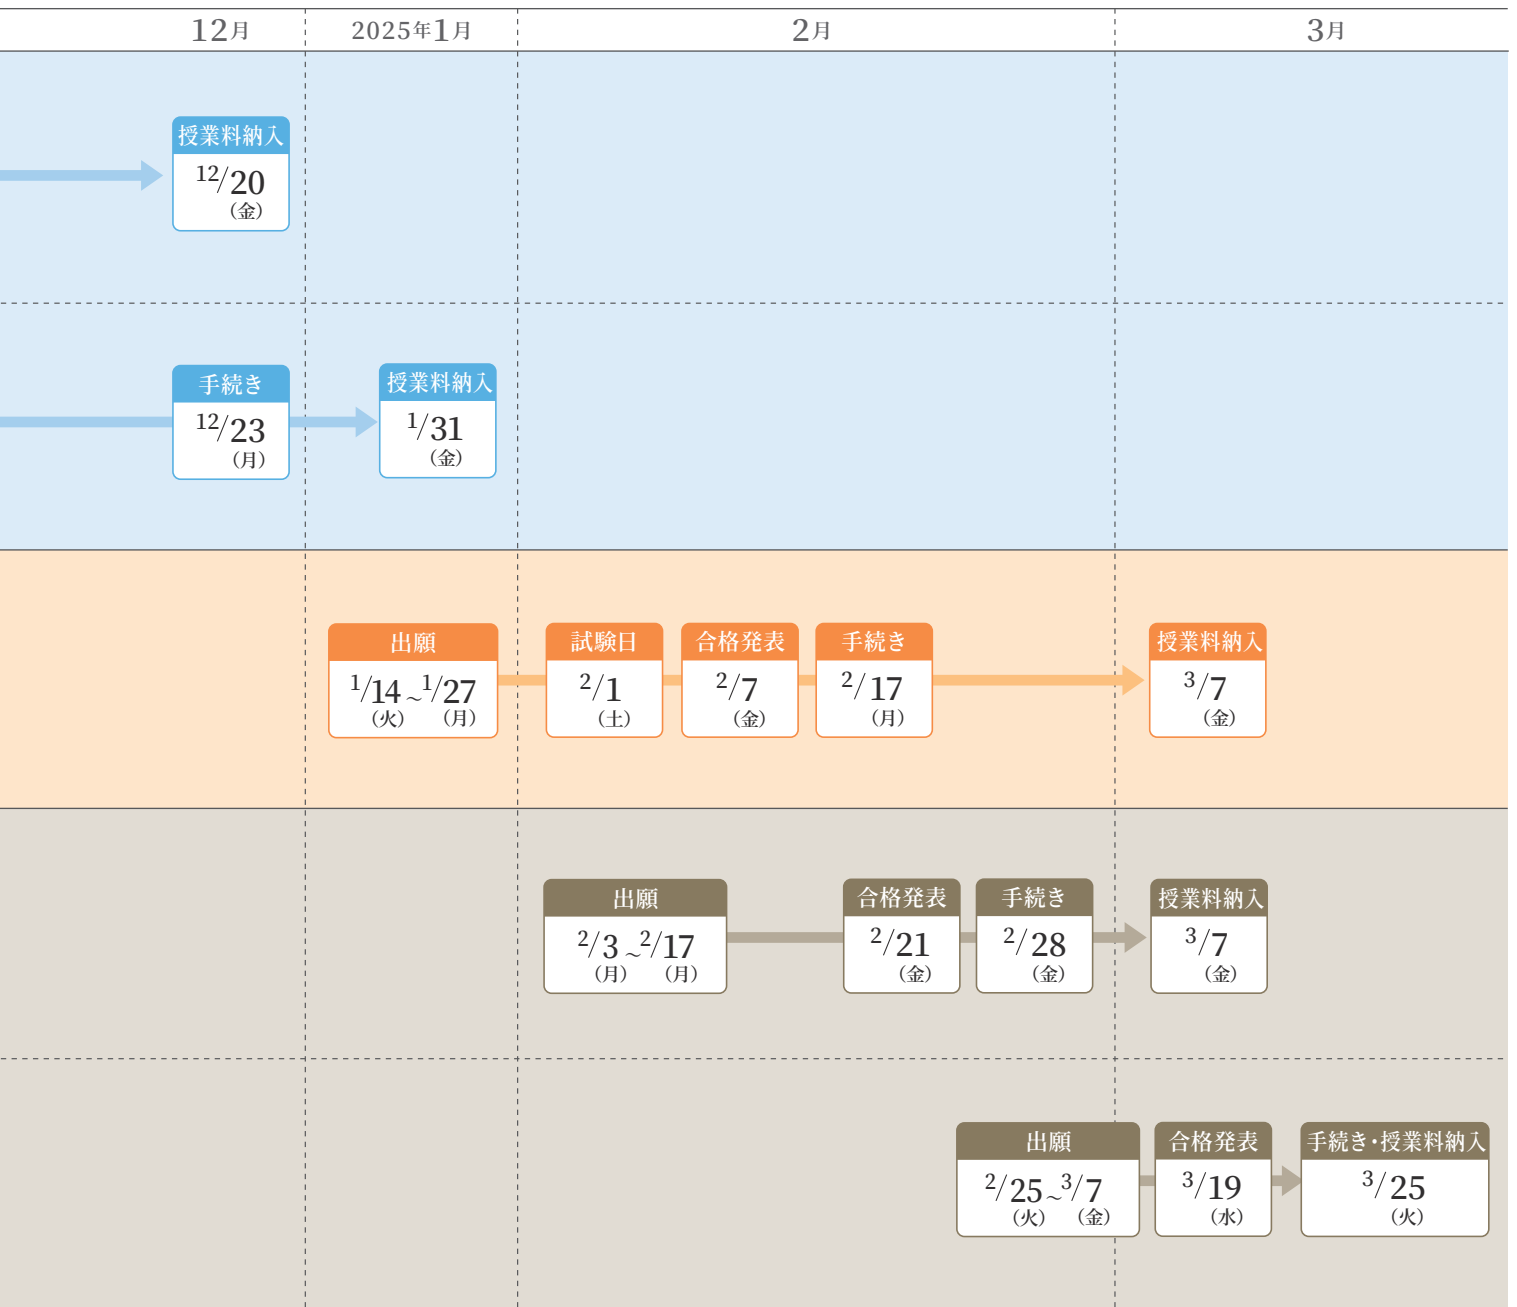 12月
2025年1月
2月
3月
授業料納入
12/20
（金）
手続き
12/23
（月）
授業料納入
1/31
（金）
出願
1/14～1/27
（火） （月）
試験日
2/1
（土）
合格発表
2/7
（金）
手続き
2/17
（月）
授業料納入
3/7
（金）
出願
2/3～2/17
（月） （月）
合格発表
2/21
（金）
手続き
2/28
（金）
授業料納入
3/7
（金）
出願
2/25～3/7
（火） （金）
合格発表
3/19
（水）
手続き・授業料納入
3/25
（火）